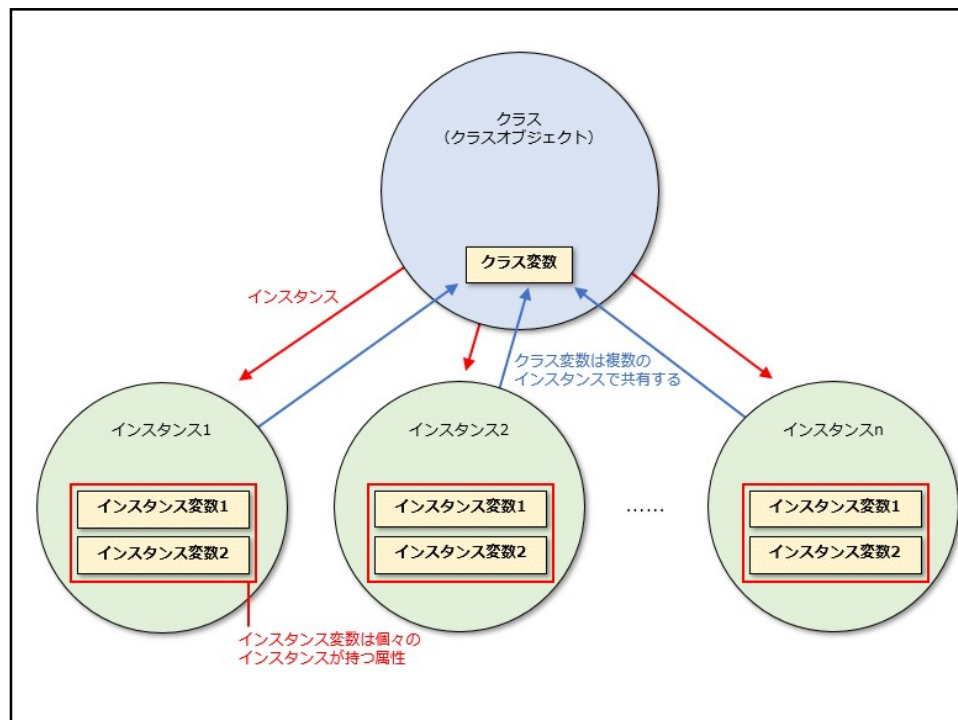 クラス
（クラスオブジェクト）
クラス変数
インスタンス
クラス変数は複数の
インスタンスで共有する
インスタンス1
インスタンス2
インスタンスn
インスタンス変数1
インスタンス変数2
インスタンス変数1
インスタンス変数2
……
インスタンス変数1
インスタンス変数2
インスタンス変数は個々の
インスタンスが持つ属性